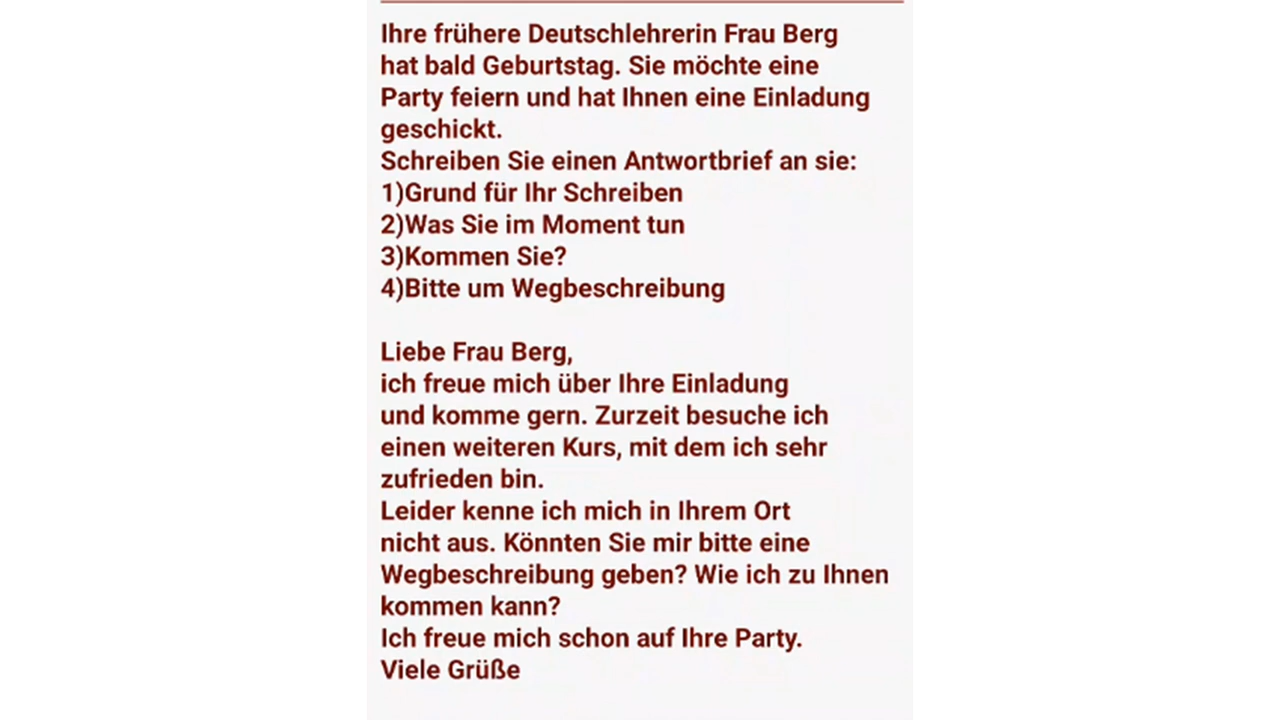 Ihre frühere Deutschlehrerin Frau Berg
hat bald Geburtstag. Sie möchte eine
Party feiern und hat Ihnen eine Einladung
geschickt.
Schreiben Sie einen Antwortbrief an sie:
1)Grund für Ihr Schreiben
2)Was Sie im Moment tun
3)Kommen Sie?
4)Bitte um Wegbeschreibung
Liebe Frau Berg,
ich freue mich über Ihre Einladung
und komme gern. Zurzeit besuche ich
einen weiteren Kurs, mit dem ich sehr
zufrieden bin.
Leider kenne ich mich in Ihrem Ort
nicht aus. Könnten Sie mir bitte eine
Wegbeschreibung geben? Wie ich zu Ihnen
kommen kann?
Ich freue mich schon auf Ihre Party.
Viele Grüße